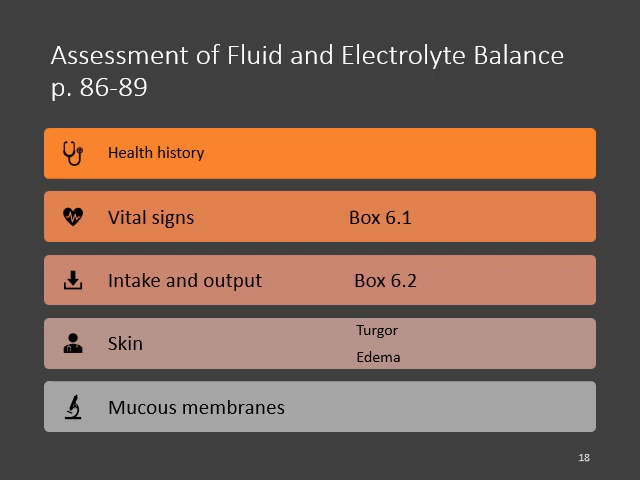 Assessment of Fluid and Electrolyte Balance
p. 86-89
Health history
Vital signs Box 6.1
Intake and output Box 6.2
Skin
Turgor
Edema
Mucous membranes
18